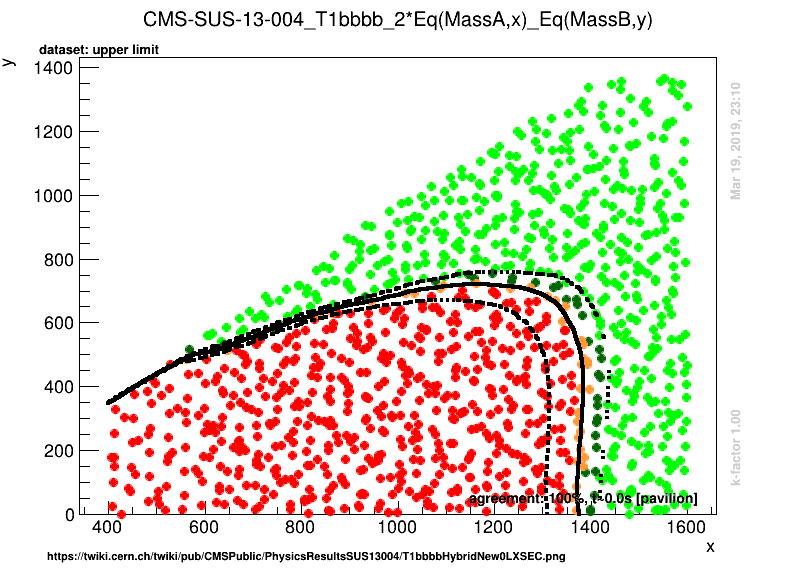 CMS-SUS-13-004_T1bbbb_2*Eq(MassA,x)_Eq(MassB,y)
dataset: upper limit
y
1400
1200
1000
800
600
400
200
0
400
600
800
1000
1200
1400
1600
x
agreement: 100%, t~0.0s [pavilion]
Mar 19, 2019, 23:10
k-factor 1.00
https://twiki.cern.ch/twiki/pub/CMSPublic/PhysicsResultsSUS13004/T1bbbbHybridNew0LXSEC.png